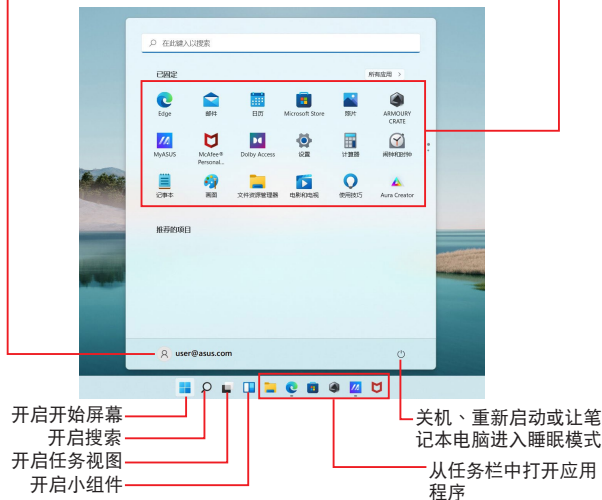 在此键入以搜索
已固定
所有应用 >
Edge
邮件
日历
Microsoft Store
照片
ARMOURY
CRATE
MyASUS
McAfee®
Personal...
Dolby Access
设置
计算器
闹钟和时钟
记事本
画图
文件资源管理器
电影和电视
使用技巧
Aura Creator
推荐的项目
user@asus.com
开启开始屏幕
开启搜索
开启任务视图
开启小组件
关机、重新启动或让笔
记本电脑进入睡眠模式
从任务栏中打开应用
程序